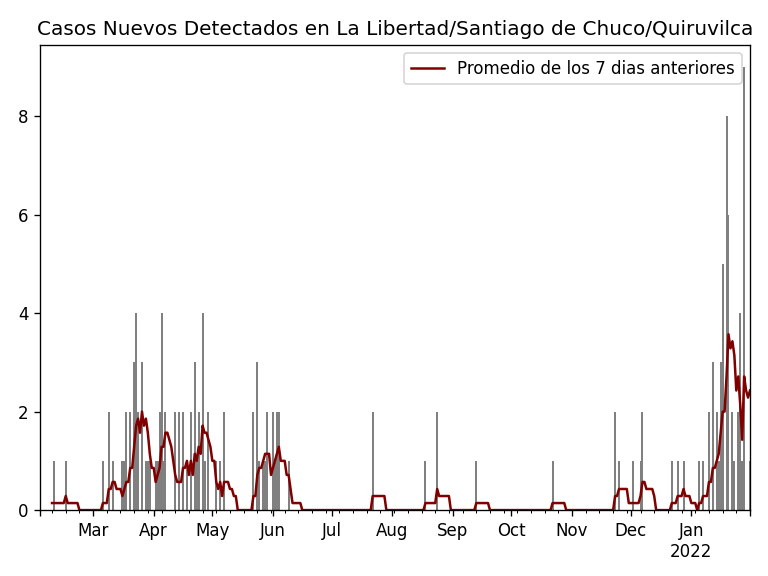 Casos Nuevos Detectados en La Libertad/Santiago de Chuco/Quiruvilca
Promedio de los 7 dias anteriores
8
6
4
2
0
Mar Apr May Jun Jul Aug Sep Oct Nov Dec Jan
2022